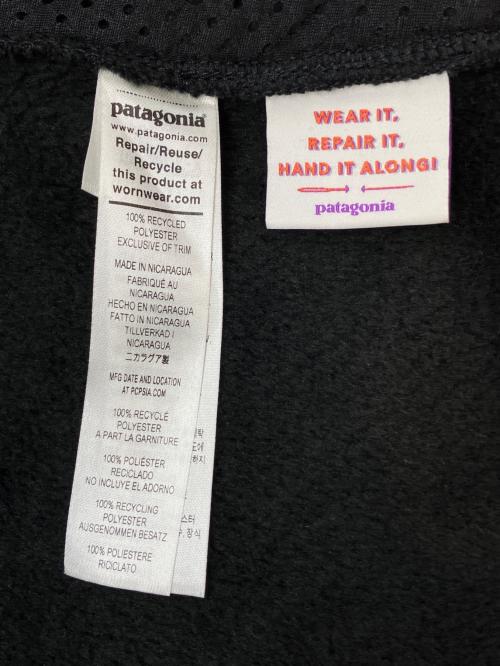 patagonia®
www.patagonia.com
Repair/Reuse/
Recycle
this product at
wornwear.com
100% RECYCLED
POLYESTER
EXCLUSIVE OF TRIM
MADE IN NICARAGUA
FABRIQUÉ AU
NICARAGUA
HECHO EN NICARAGUA
FATTO IN NICARAGUA
TILLVERKAD I
NICARAGUA
ニカラグア製
MFG DATE AND LOCATION
AT PCPSIA.COM
100% RECYCLÉ
POLYESTER
A PART LA GARNITURE
100% POLIÉSTER
RECICLADO
NO INCLUYE EL ADORNO
100% RECYCLING
POLYESTER
AUSGENOMMEN BESATZ
100% POLIESTERE
RICICLATO
WEAR IT,
REPAIR IT,
HAND IT ALONG!
patagonia